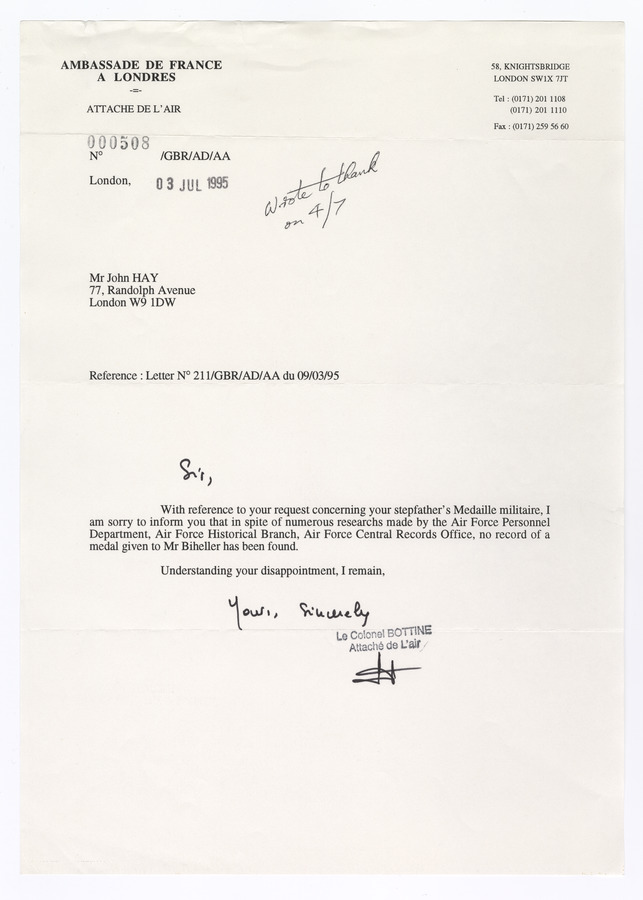 AMBASSADE DE FRANCE
A LONDRES
-=-
ATTACHE DE L'AIR
58, KNIGHTSBRIDGE
LONDON SW1X 7JT
Tel : (0171) 201 1108
(0171) 201 1110
Fax : (0171) 259 56 60
000508
N° /GBR/AD/AA
London, 03 JUL 1995
Wrote to thank
on 4/7
Mr John HAY
77, Randolph Avenue
London W9 1DW
Reference : Letter N° 211/GBR/AD/AA du 09/03/95
Sir,
With reference to your request concerning your stepfather's Medaille militaire, I
am sorry to inform you that in spite of numerous researchs made by the Air Force Personnel
Department, Air Force Historical Branch, Air Force Central Records Office, no record of a
medal given to Mr Biheller has been found.
Understanding your disappointment, I remain,
Yours, Sincerely
Le Colonel BOTTINE
Attaché de L'air